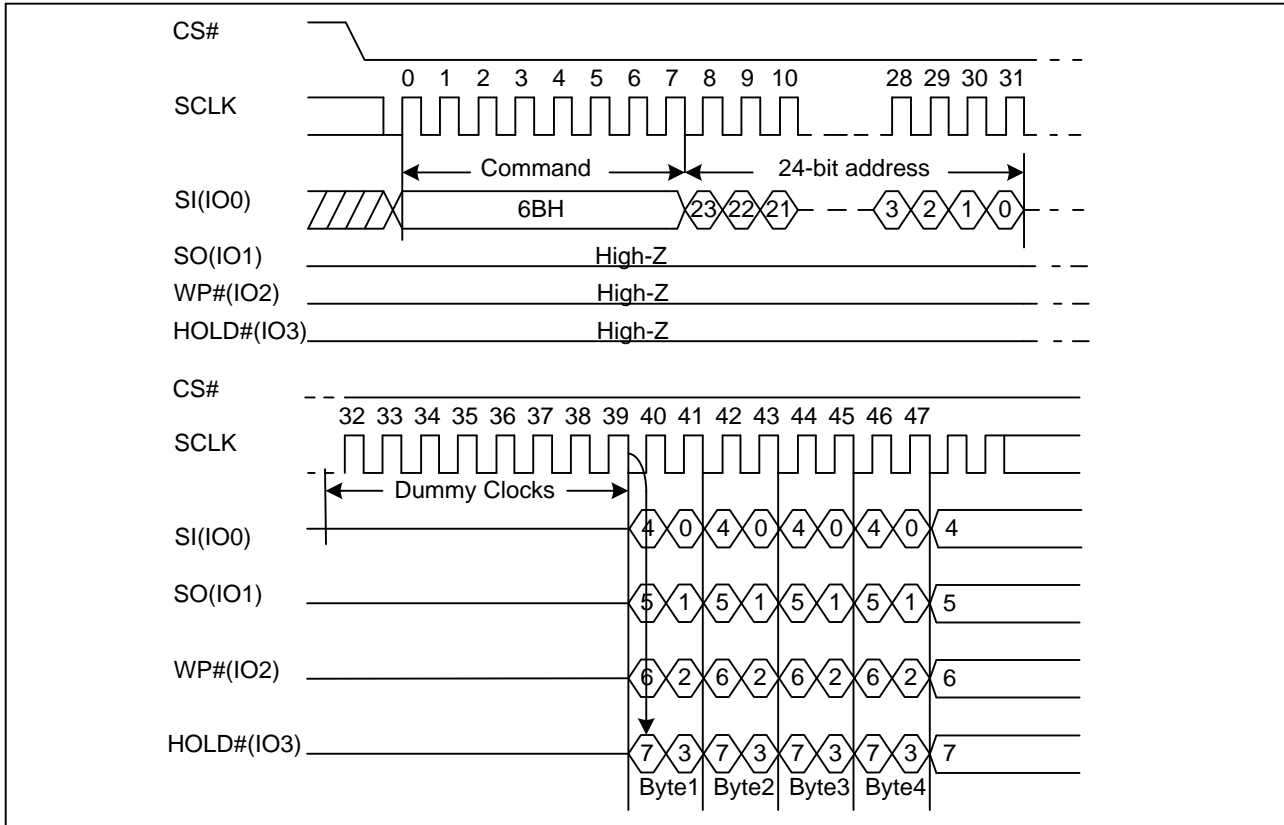 CS#
0 1 2 3 4 5 6 7 8 9 10 28 29 30 31
SCLK
Command 24-bit address
SI(IO0) 6BH 23 22 21 3 2 1 0
SO(IO1) High-Z
WP#(IO2) High-Z
HOLD#(IO3) High-Z
CS#
32 33 34 35 36 37 38 39 40 41 42 43 44 45 46 47
SCLK
Dummy Clocks
SI(IO0) 4 0 4 0 4 0 4 0 4
SO(IO1) 5 1 5 1 5 1 5 1 5
WP#(IO2) 6 2 6 2 6 2 6 2 6
HOLD#(IO3) 7 3 7 3 7 3 7 3 7
Byte1 Byte2 Byte3 Byte4